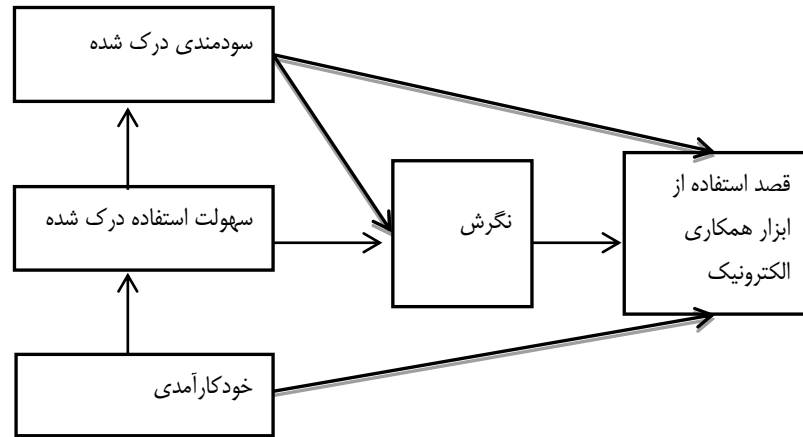 سودمندی درک شده
سهولت استفاده درک شده
خودکارآمدی
نگرش
قصد استفاده از
ابزار همکاری
الکترونیک